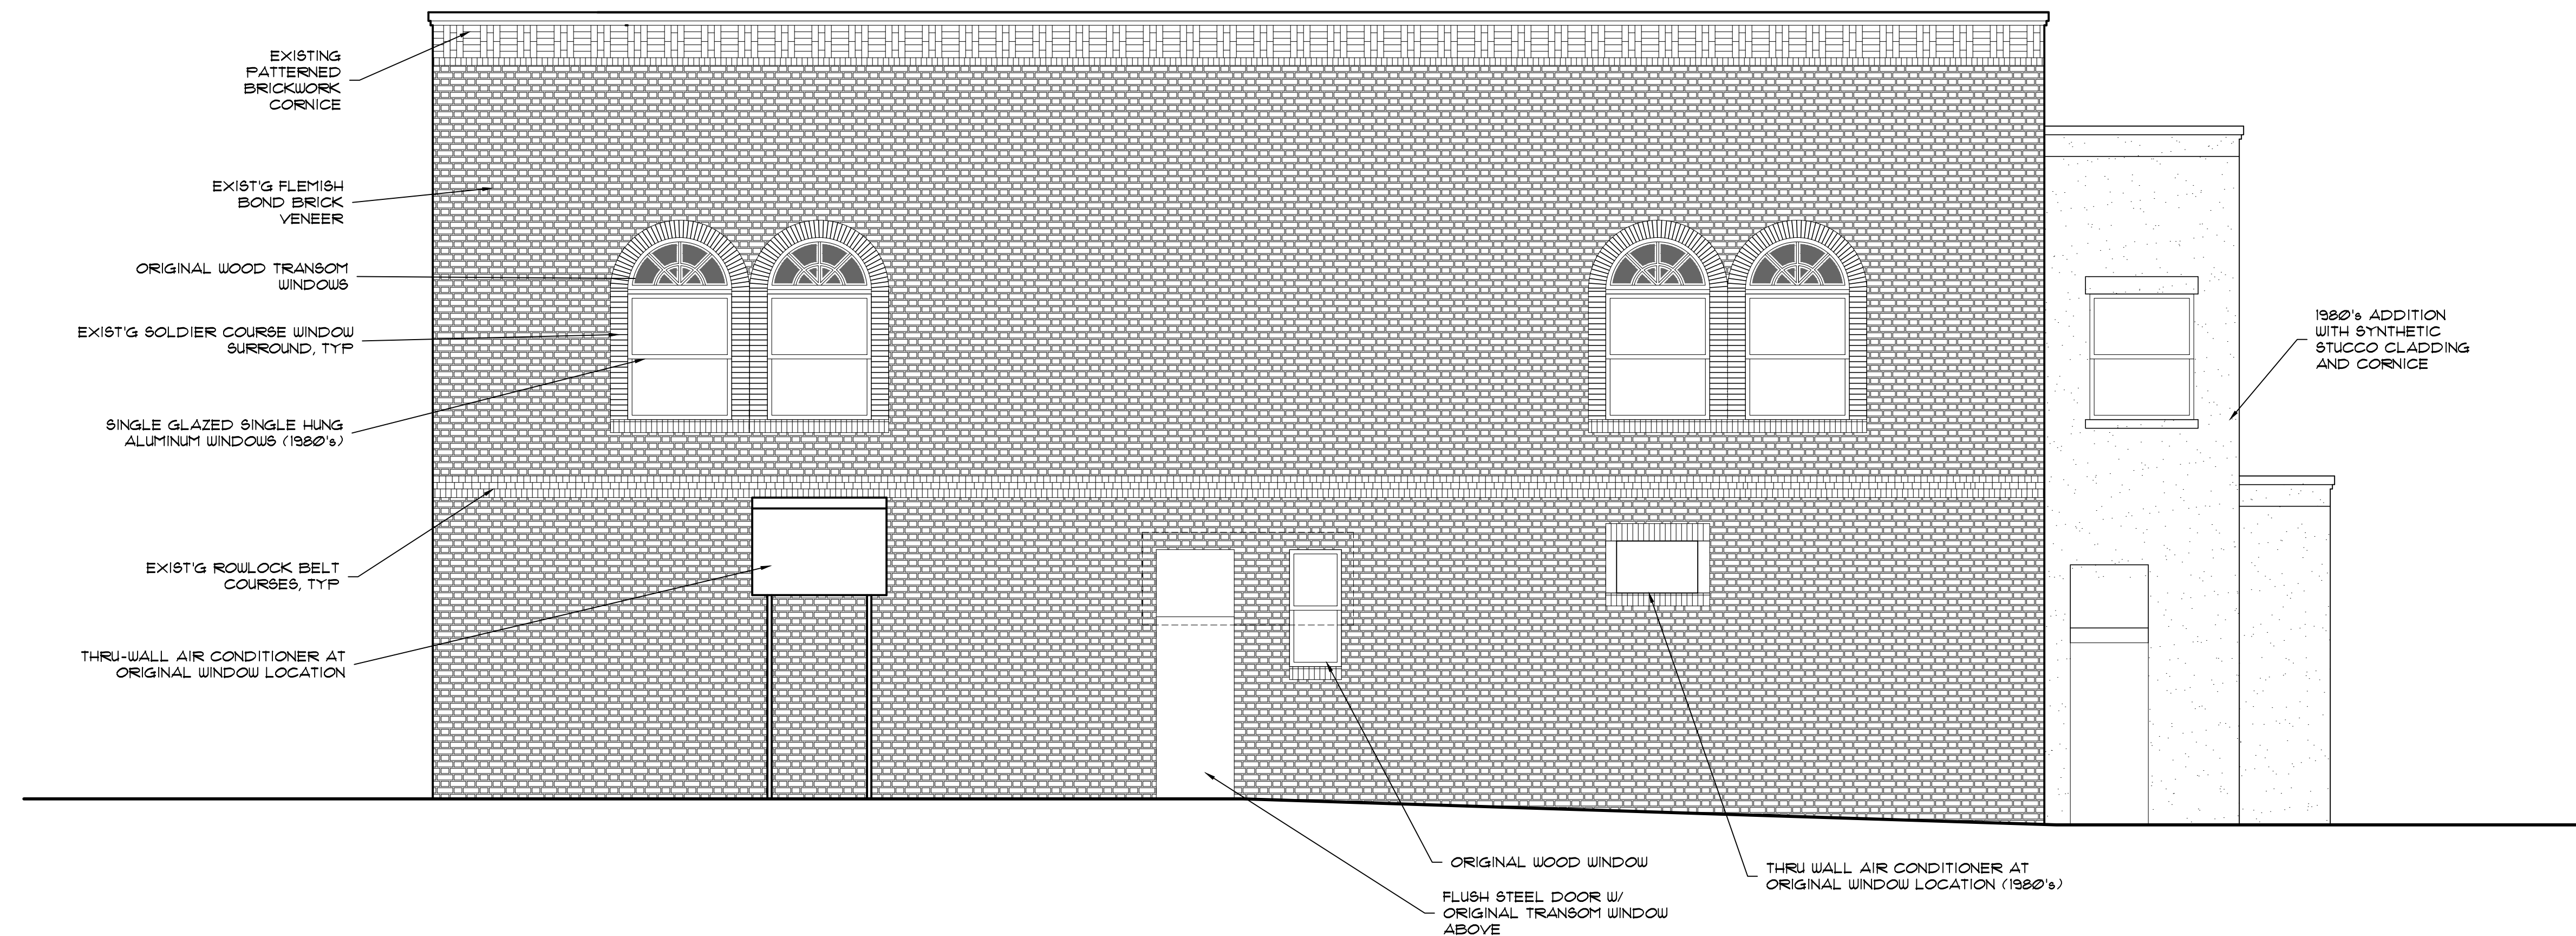 EXISTING
PATTERNED
BRICKWORK
CORNICE
EXIST'G FLEMISH
BOND BRICK
VENEER
ORIGINAL WOOD TRANSOM
WINDOWS
EXIST'G SOLDIER COURSE WINDOW
SURROUND, TYP
SINGLE GLAZED SINGLE HUNG
ALUMINUM WINDOWS (1980's)
EXIST'G ROWLOCK BELT
COURSES, TYP
THRU-WALL AIR CONDITIONER AT
ORIGINAL WINDOW LOCATION
1980's ADDITION
WITH SYNTHETIC
STUCCO CLADDING
AND CORNICE
ORIGINAL WOOD WINDOW
FLUSH STEEL DOOR W/
ORIGINAL TRANSOM WINDOW
ABOVE
THRU WALL AIR CONDITIONER AT
ORIGINAL WINDOW LOCATION (1980's)